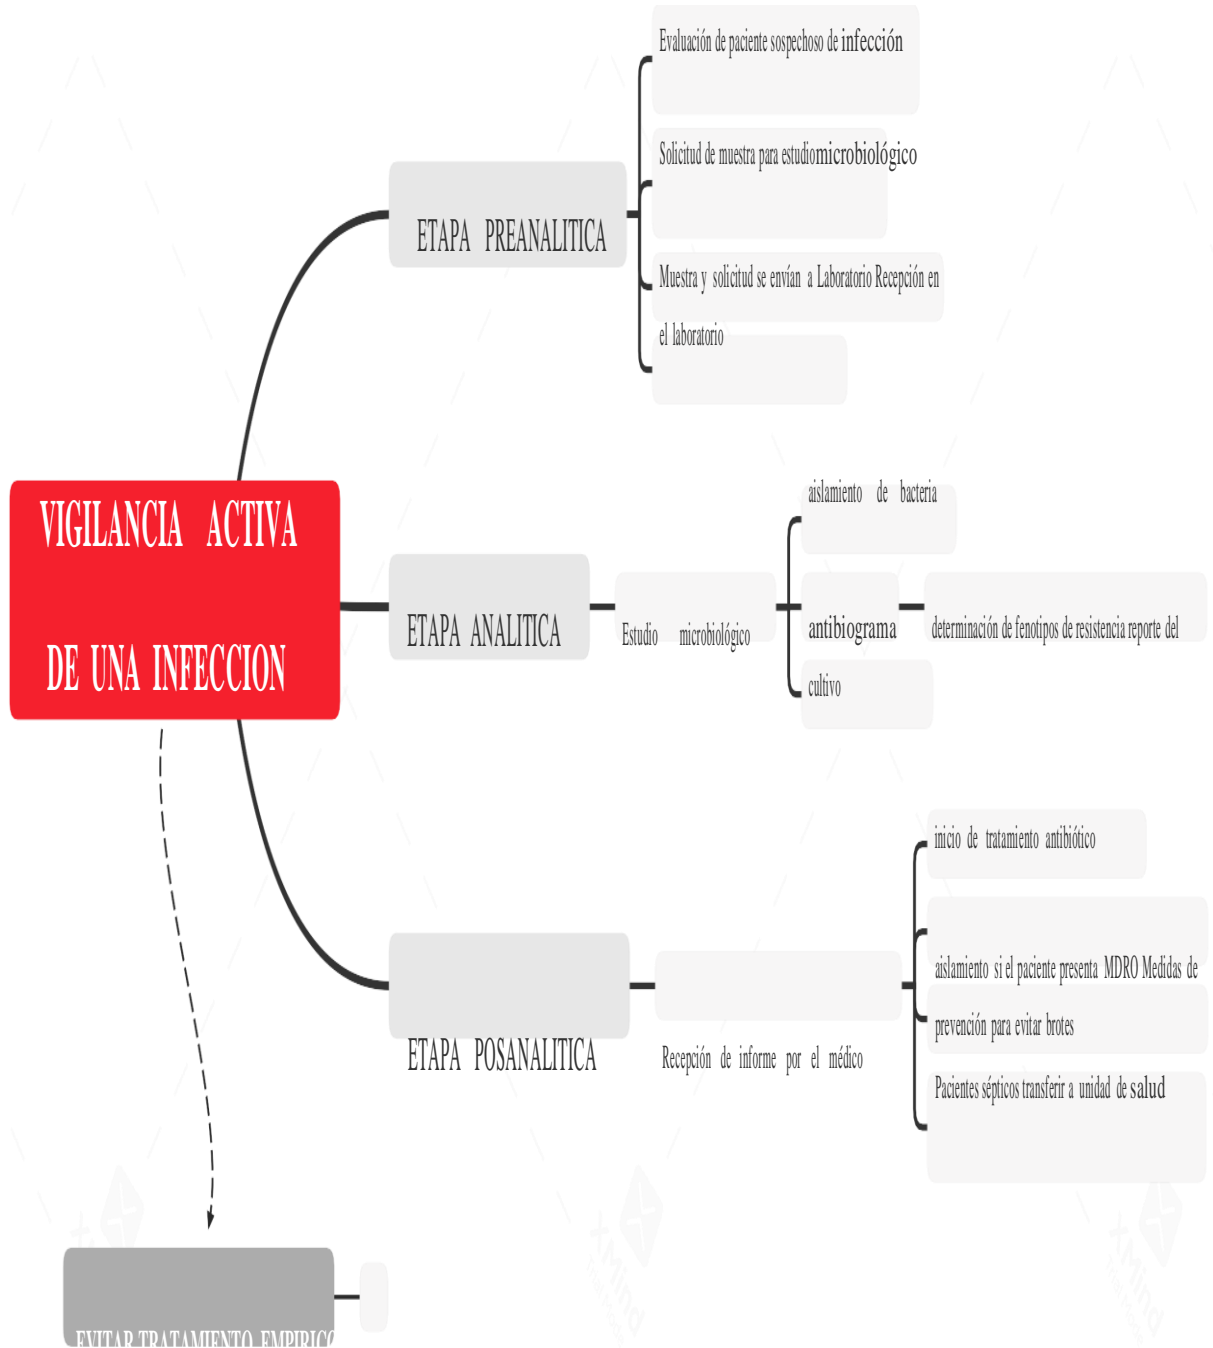 Evaluación de paciente sospechoso de infección
Solicitud de muestra para estudiomicrobiológico
ETAPA PREANALITICA
Muestra y solicitud se envían a Laboratorio Recepción en
el laboratorio
VIGILANCIA ACTIVA
DE UNA INFECCION
aislamiento de bacteria
ETAPA ANALITICA
Estudio microbiológico
antibiograma
determinación de fenotipos de resistencia reporte del
cultivo
inicio de tratamiento antibiótico
aislamiento si el paciente presenta MDRO Medidas de
prevención para evitar brotes
ETAPA POSANALITICA
Recepción de informe por el médico
Pacientes sépticos transferir a unidad de salud
EVITAR TRATAMIENTO EMPIRICO